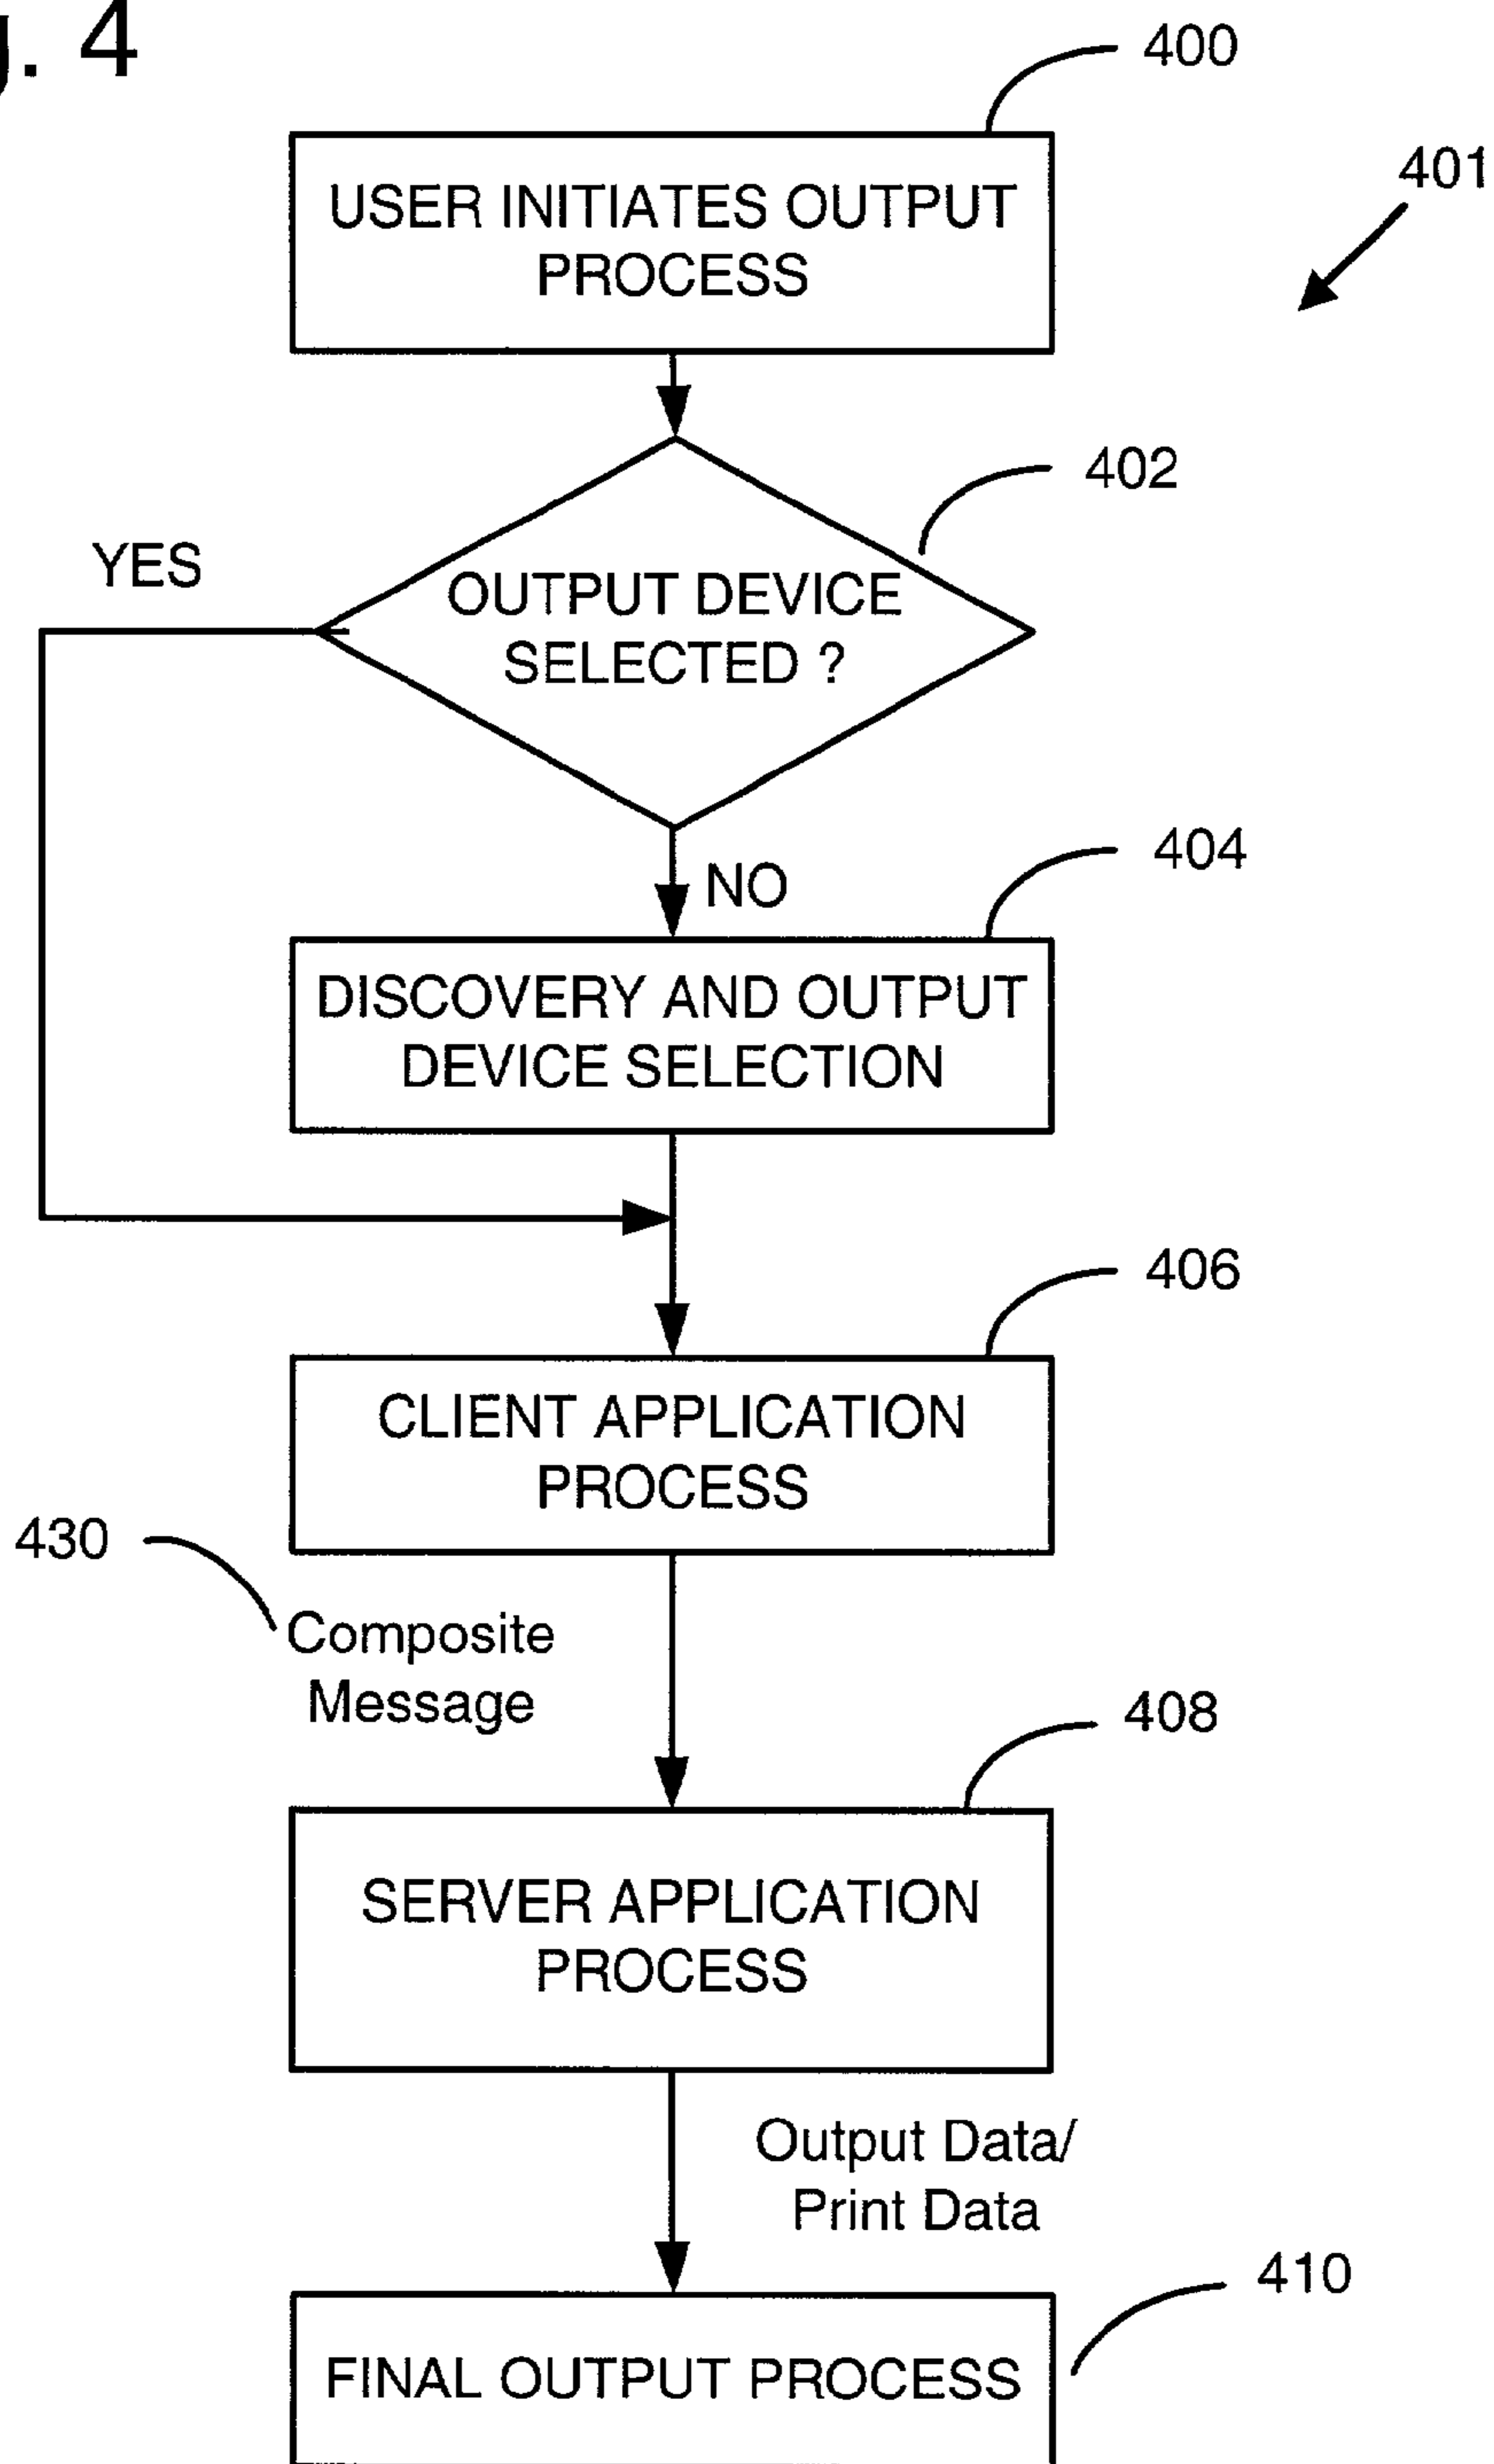 . 4
400
401
USER INITIATES OUTPUT
PROCESS
402
YES
OUTPUT DEVICE
SELECTED ?
404
NO
DISCOVERY AND OUTPUT
DEVICE SELECTION
406
CLIENT APPLICATION
PROCESS
430
Composite
Message
408
SERVER APPLICATION
PROCESS
Output Data/
Print Data
410
FINAL OUTPUT PROCESS